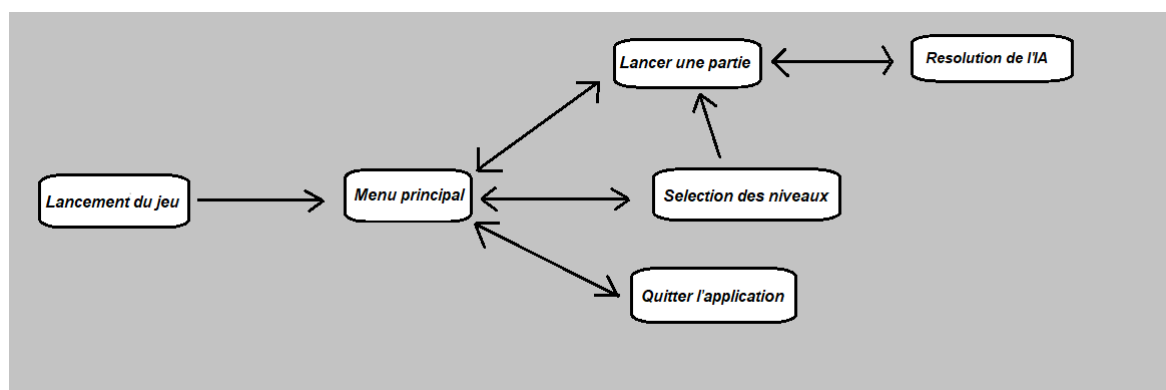 Lancer une partie
Resolution de l'IA
Lancement du jeu
Menu principal
Selection des niveaux
Quitter l'application